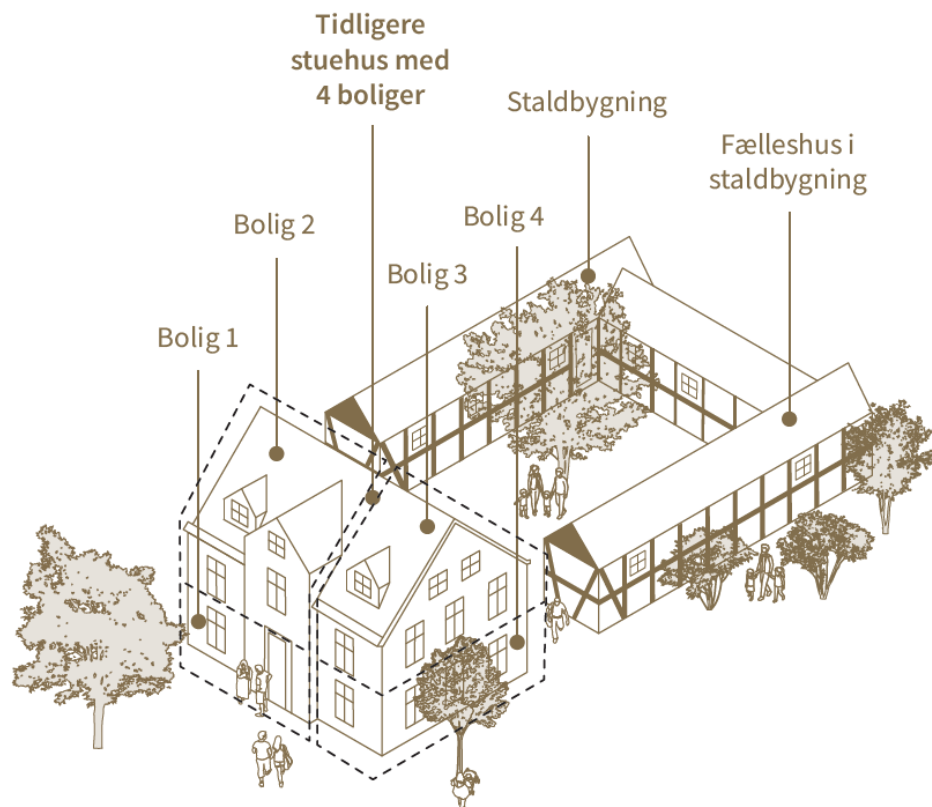 Tidligere
stuehus med
4 boliger
Staldbygning
Fælleshus i
staldbygning
Bolig 2
Bolig 4
Bolig 3
Bolig 1